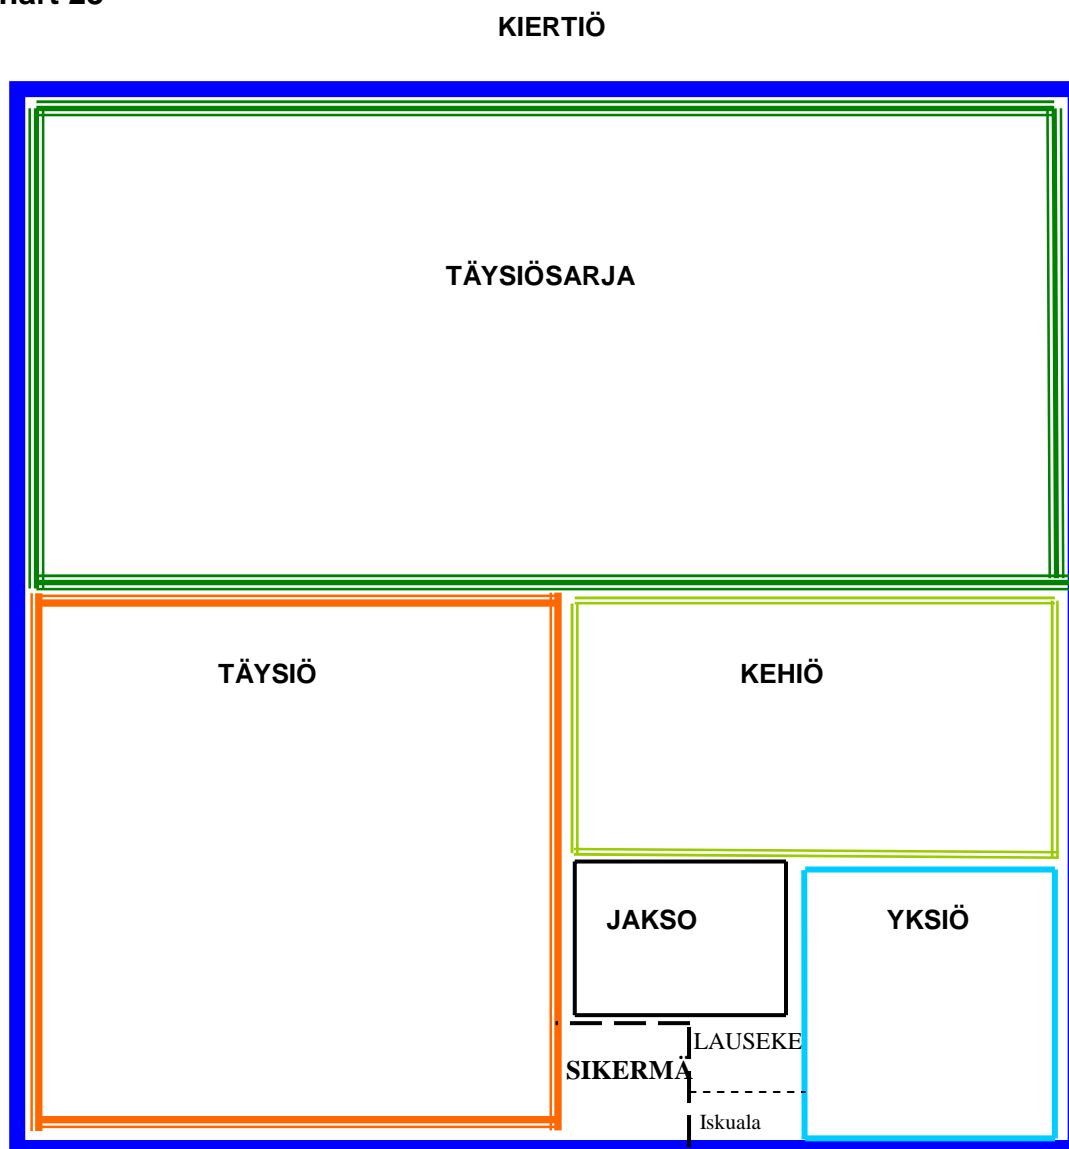 KIERTIÖ
TÄYSIÖSARJA
TÄYSIÖ
KEHIÖ
JAKSO
YKSIÖ
LAUSEKE
SIKERMÄ
Iskuala